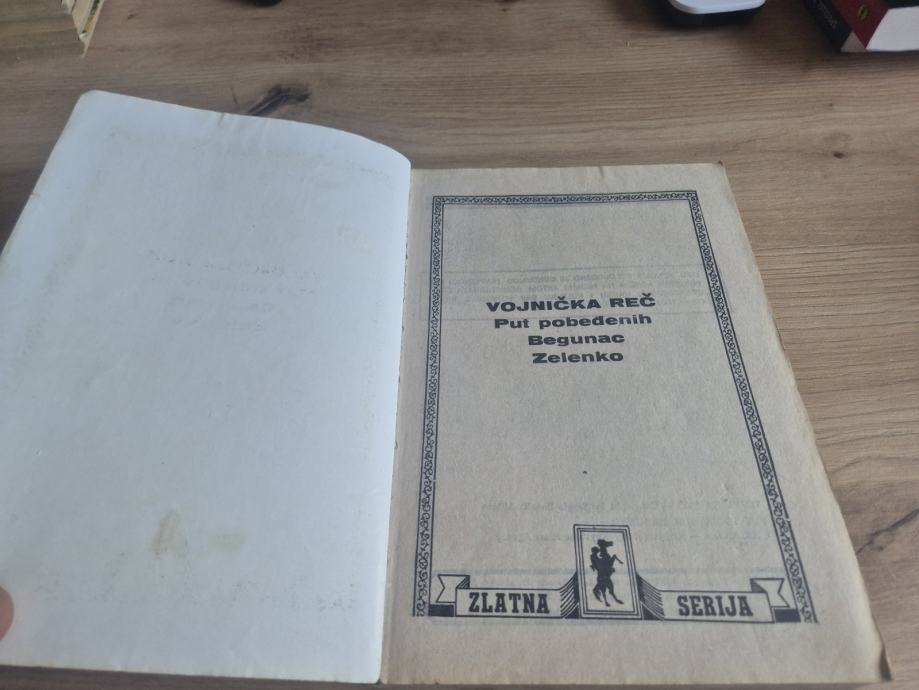 VOJNIČKA REČ
Put pobeđenih
Begunac
Zelenko
ZLATNA SERIJA